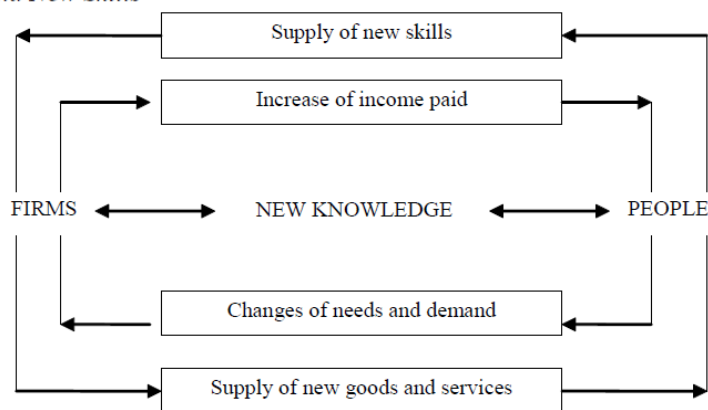 Supply of new skills
Increase of income paid
FIRMS NEW KNOWLEDGE PEOPLE
Changes of needs and demand
Supply of new goods and services